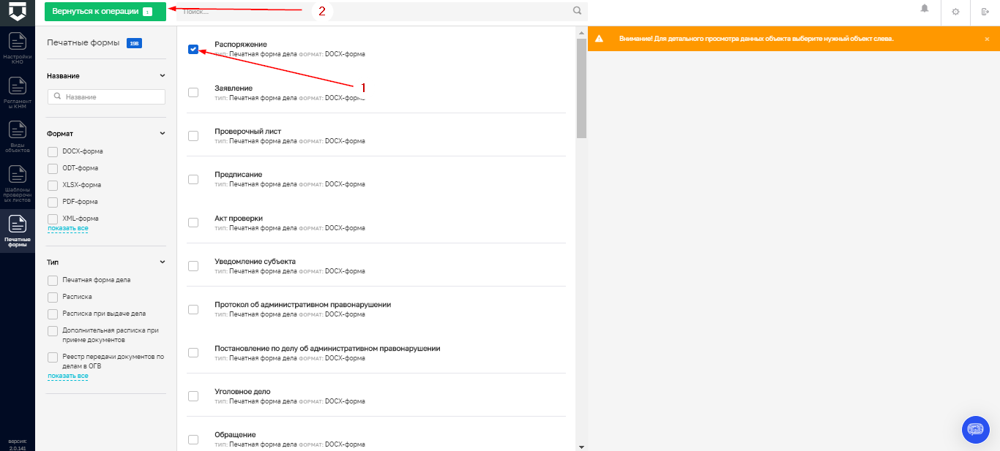 Вернуться к операции 1
2
Поиск...
Настройки
КНО
Регламент
ы КНМ
Виды
объектов
Шаблоны
проверочн
ых листов
Печатные
формы
версия:
2.0.141
Печатные формы 198
Название
Название
Формат
DOCX-форма
ODT-форма
XLSX-форма
PDF-форма
XML-форма
показать все
Тип
Печатная форма дела
Расписка
Расписка при выдаче дела
Дополнительная расписка при
приеме документов
Реестр передачи документов по
делам в ОГВ
показать все
Распоряжение
ТИП: Печатная форма дела ФОРМАТ: DOCX-форма
1
Заявление
ТИП: Печатная форма дела ФОРМАТ: DOCX-форма
Проверочный лист
ТИП: Печатная форма дела ФОРМАТ: DOCX-форма
Предписание
ТИП: Печатная форма дела ФОРМАТ: DOCX-форма
Акт проверки
ТИП: Печатная форма дела ФОРМАТ: DOCX-форма
Уведомление субъекта
ТИП: Печатная форма дела ФОРМАТ: DOCX-форма
Протокол об административном правонарушении
ТИП: Печатная форма дела ФОРМАТ: DOCX-форма
Постановление по делу об административном правонарушении
ТИП: Печатная форма дела ФОРМАТ: DOCX-форма
Уголовное дело
ТИП: Печатная форма дела ФОРМАТ: DOCX-форма
Обращение
ТИП: Печатная форма дела ФОРМАТ: DOCX-форма
Внимание! Для детального просмотра данных объекта выберите нужный объект слева.